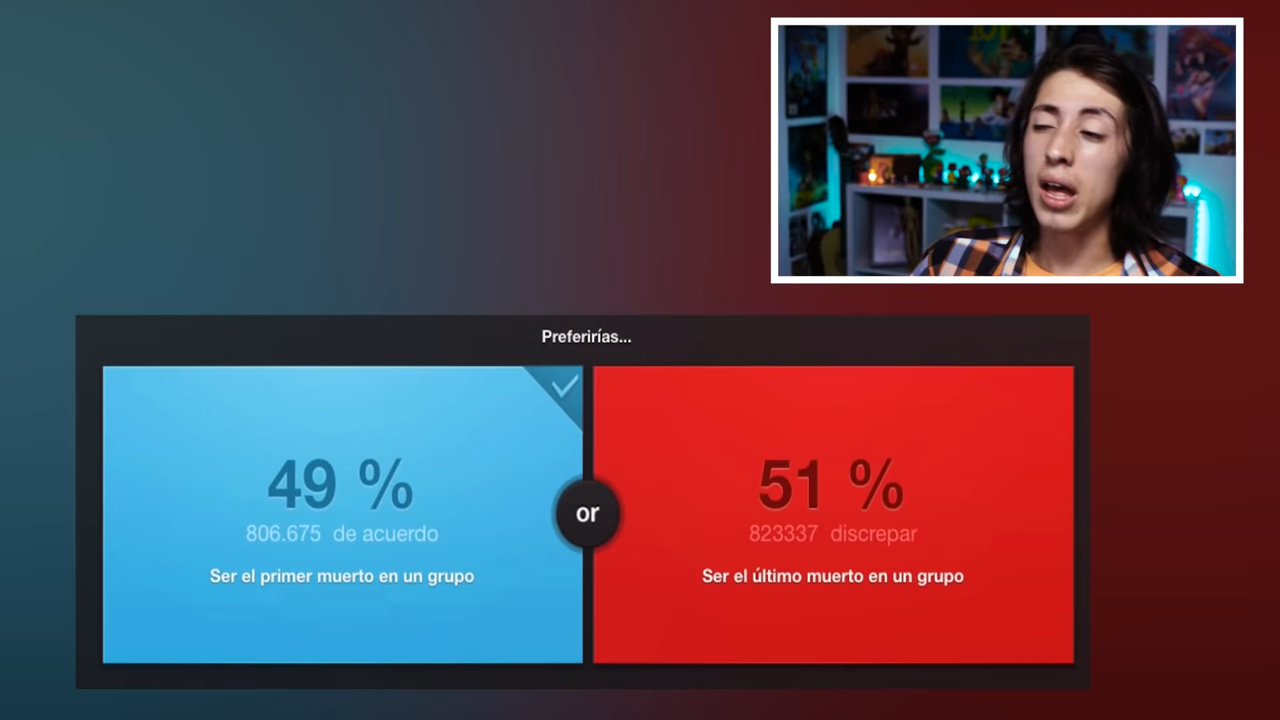 Preferirías...
49 %
806.675 de acuerdo
Ser el primer muerto en un grupo
or
51 %
823337 discrepar
Ser el último muerto en un grupo